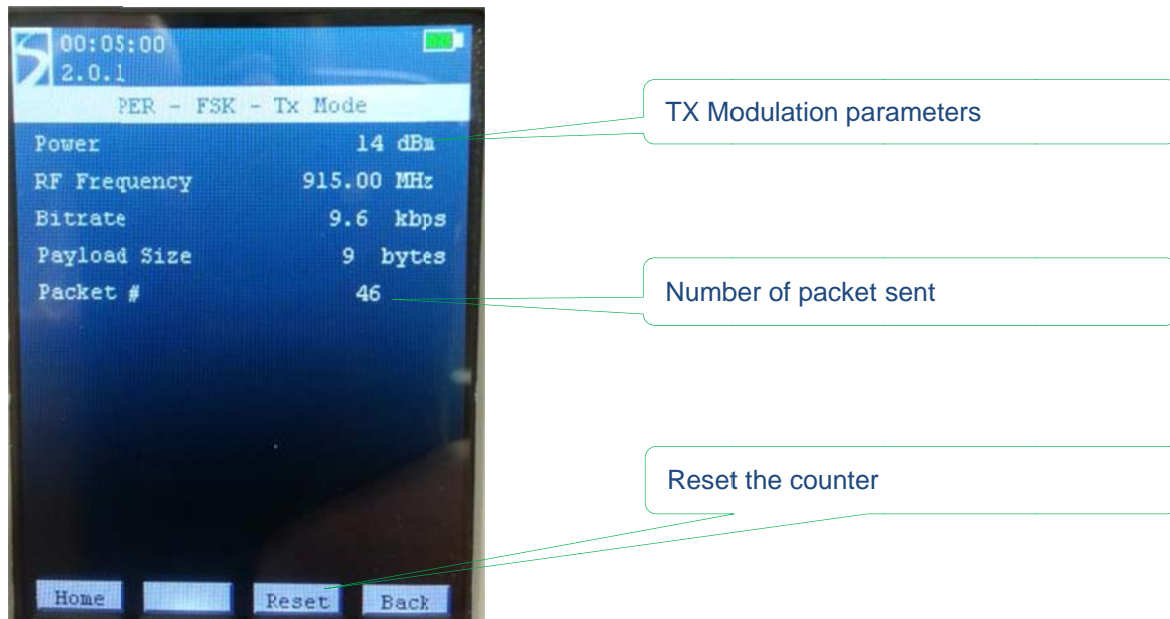 00:05:00
2.0.1
PER - FSK - Tx Mode
Power 14 dBm
RF Frequency 915.00 MHz
Bitrate 9.6 kbps
Payload Size 9 bytes
Packet # 46
Home Reset Back
TX Modulation parameters
Number of packet sent
Reset the counter